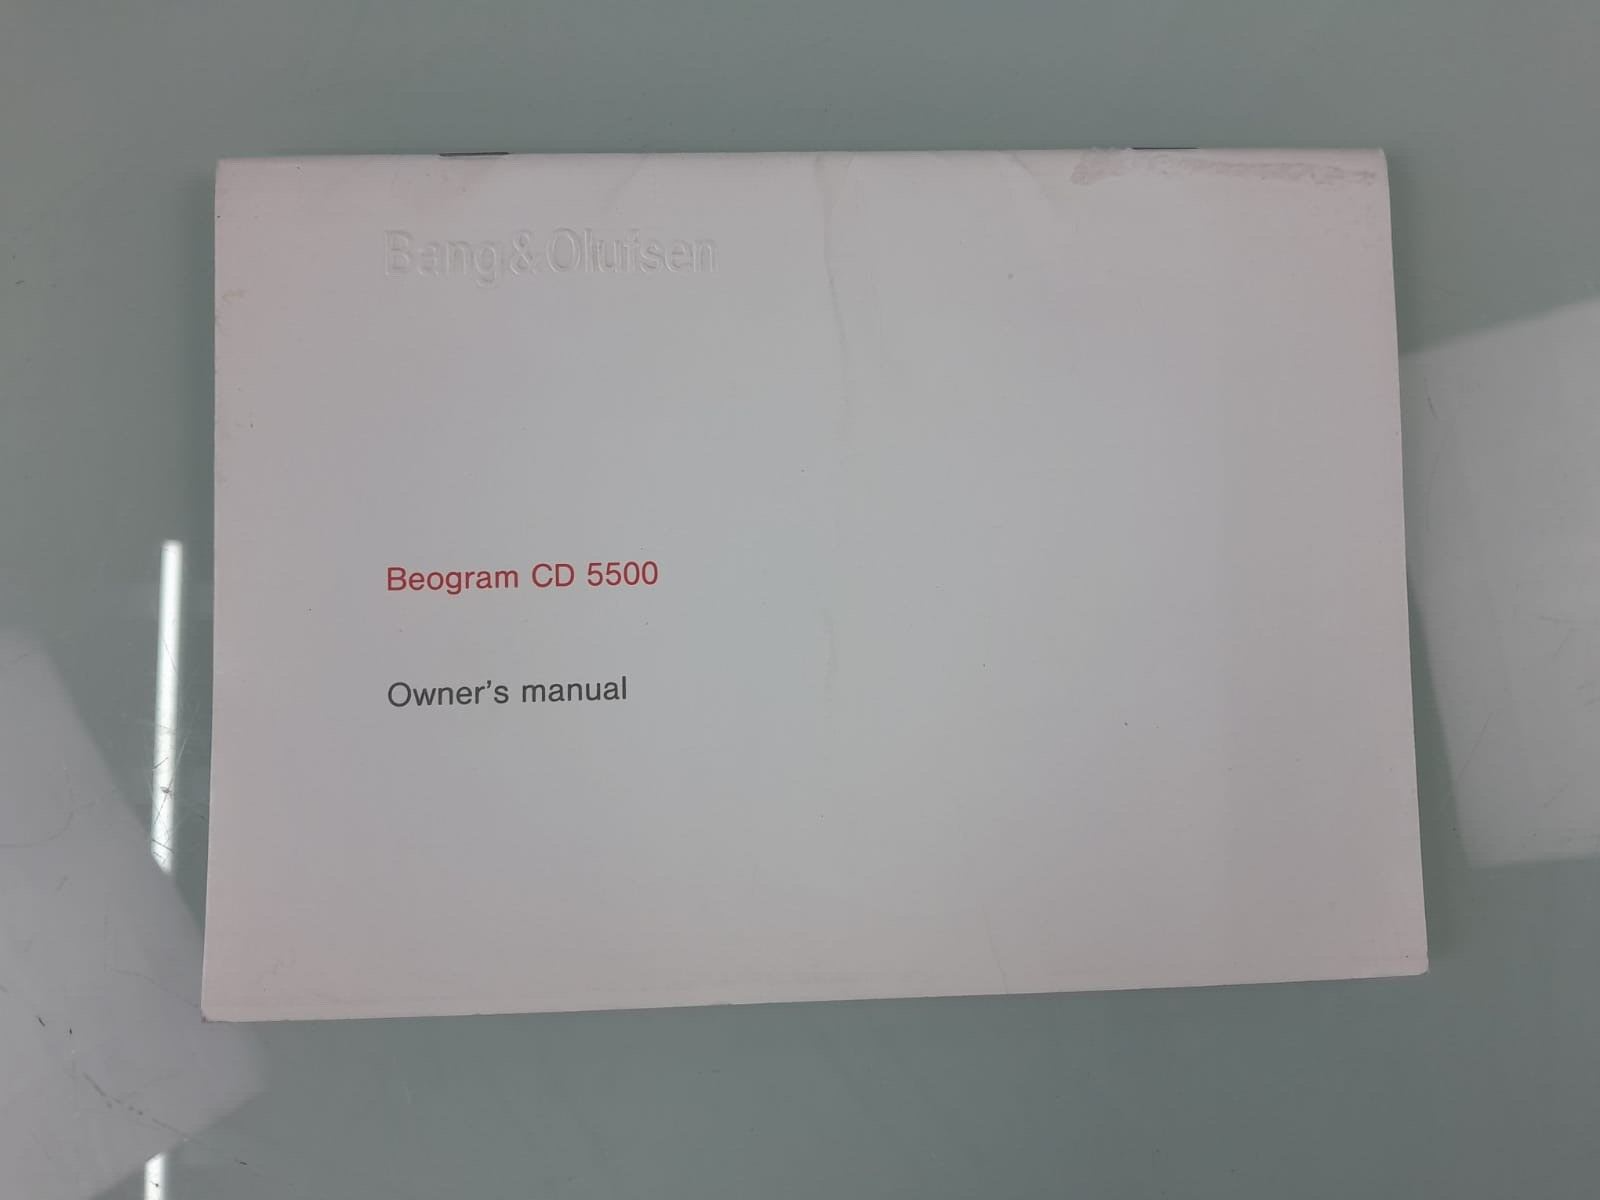 Bang & Olufsen
Beogram CD 5500
Owner's manual